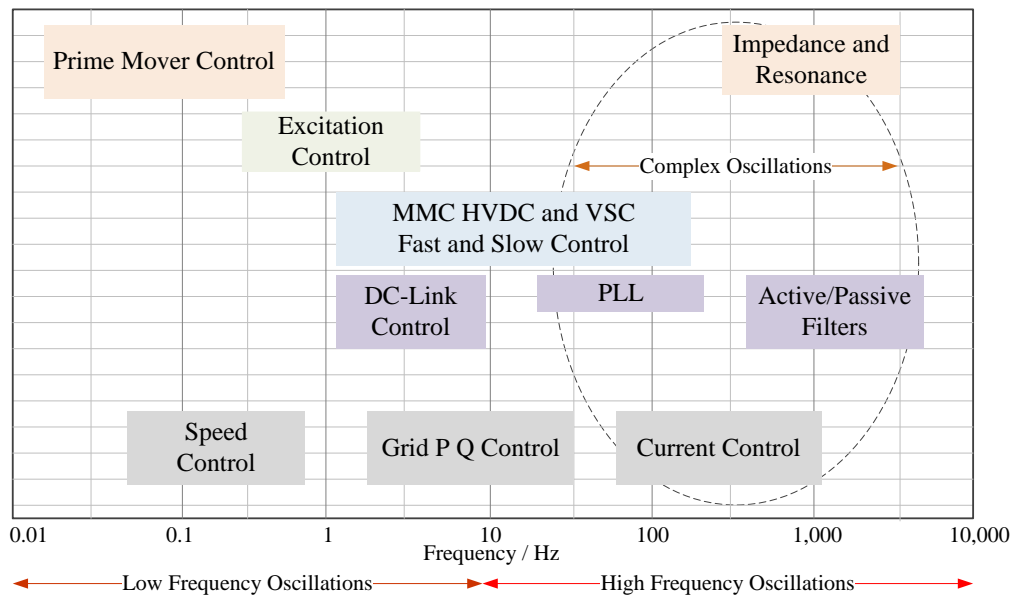 Prime Mover Control
Impedance and
Resonance
Excitation
Control
Complex Oscillations
MMC HVDC and VSC
Fast and Slow Control
DC-Link
Control
PLL
Active/Passive
Filters
Speed
Control
Grid P Q Control
Current Control
0.01 0.1 1 10 100 1,000 10,000
Frequency / Hz
Low Frequency Oscillations
High Frequency Oscillations